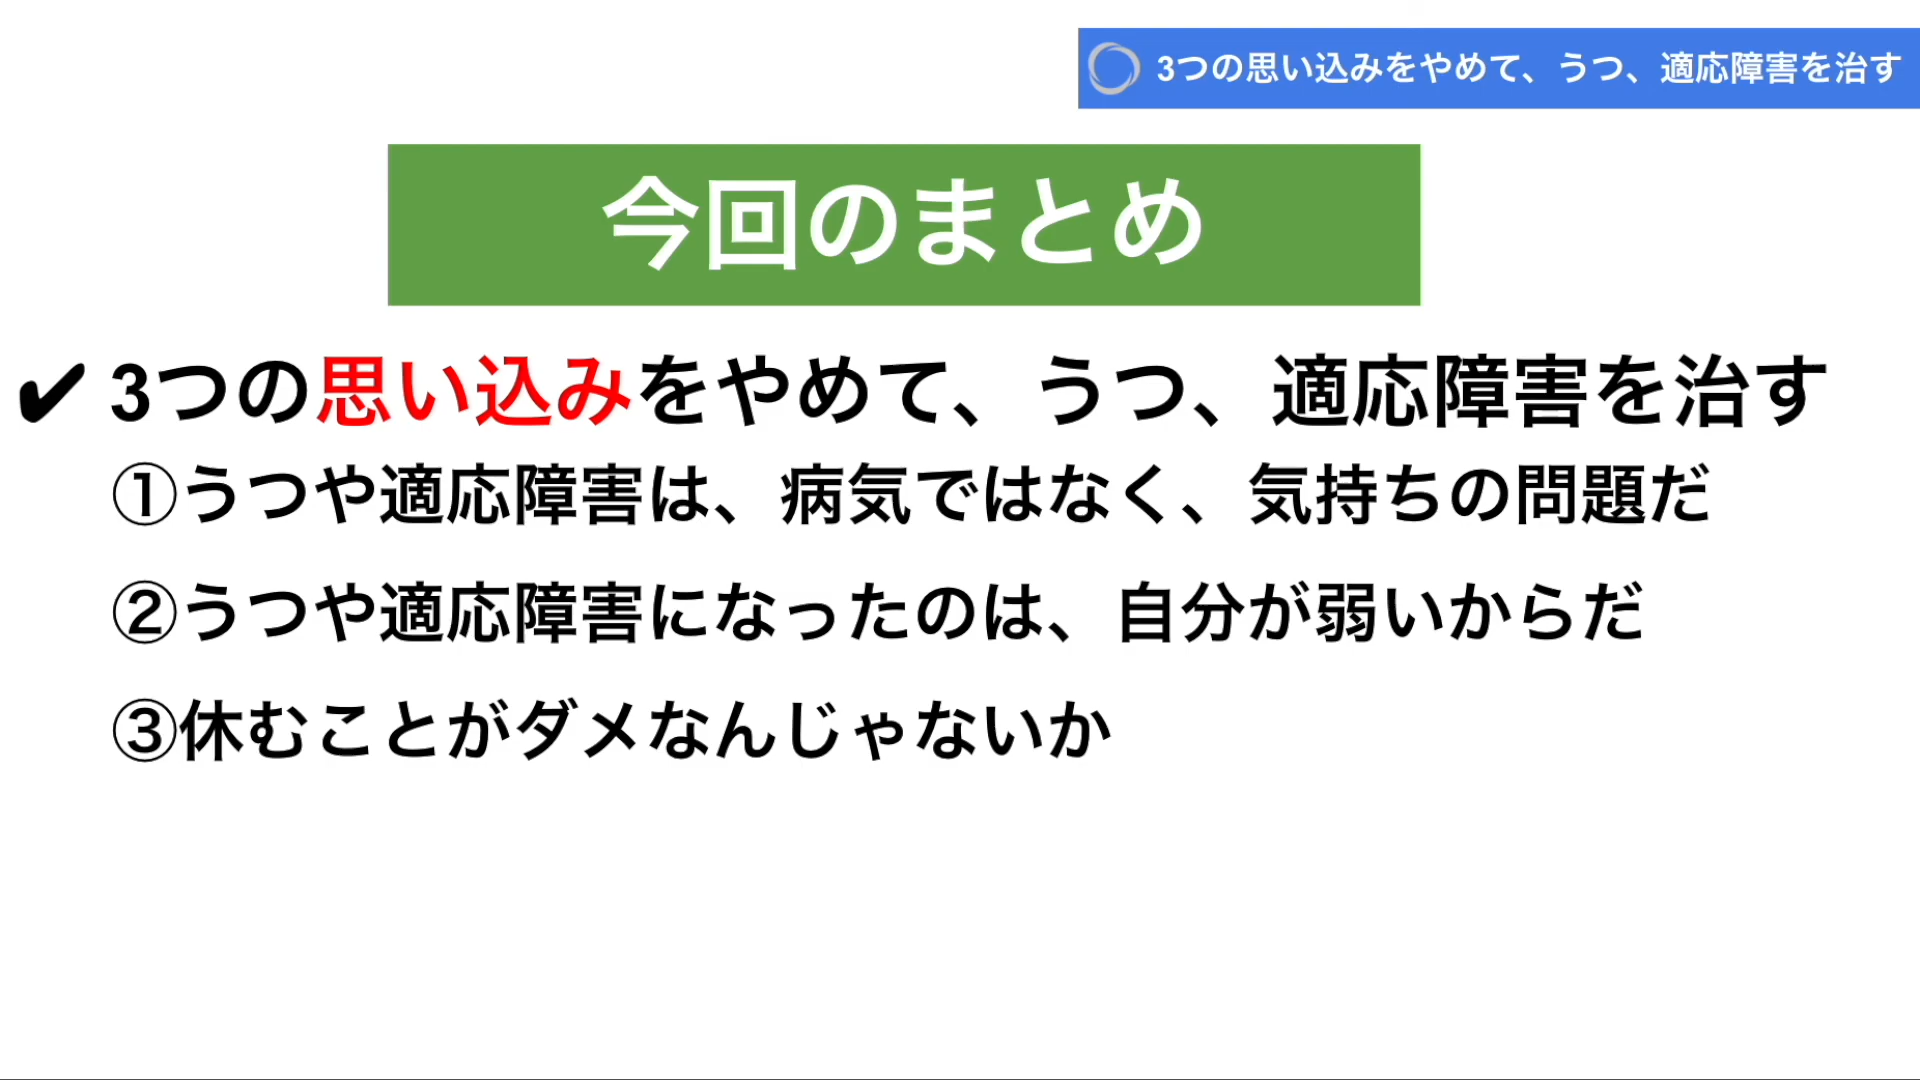 3つの思い込みをやめて、うつ、適応障害を治す
今回のまとめ
✔ 3つの思い込みをやめて、うつ、適応障害を治す
①うつや適応障害は、病気ではなく、気持ちの問題だ
②うつや適応障害になったのは、自分が弱いからだ
③休むことがダメなんじゃないか